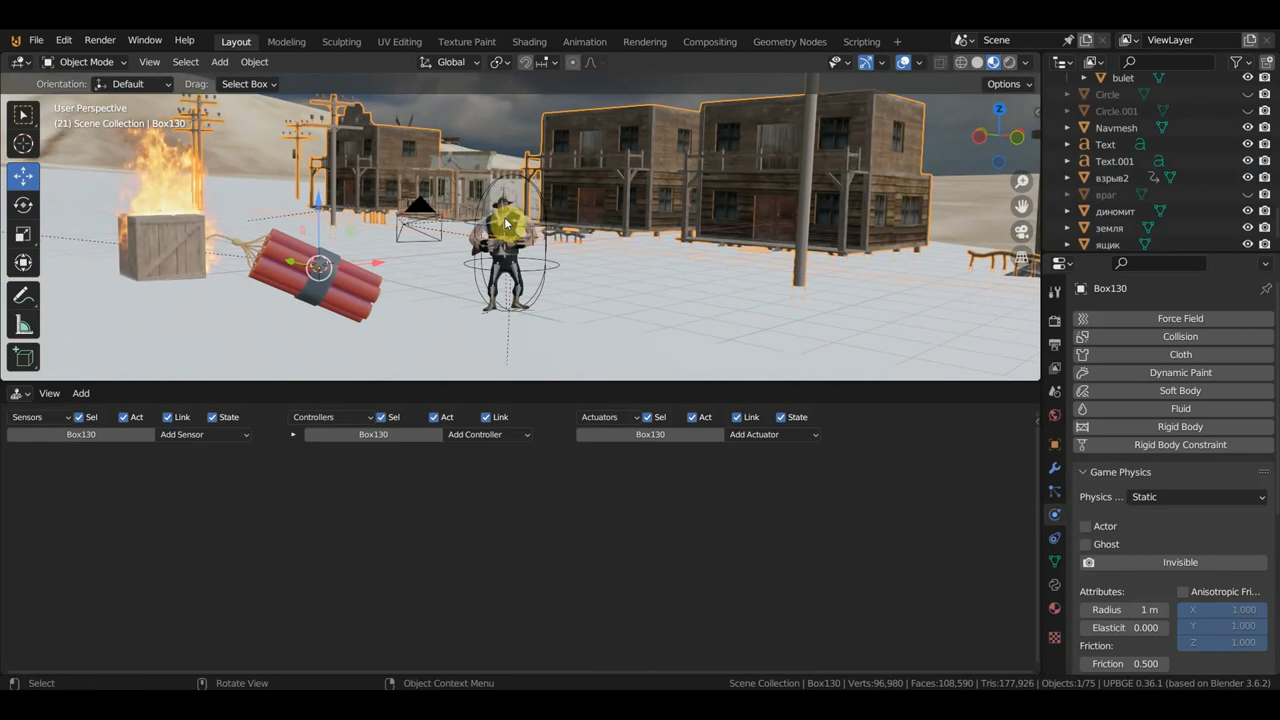 File Edit Render Window Help Layout Modeling Sculpting UV Editing Texture Paint Shading Animation Rendering Compositing Geometry Nodes Scripting Scene ViewLayer
Object Mode View Select Add Object Global
Orientation: Default Drag: Select Box Options
User Perspective
(21) Scene Collection | Box130
Z
bulet
Circle
Circle.001
Navmesh
Text
Text.001
взрыв2
враг
диномит
земля
ящик
Box130
Force Field
Collision
Cloth
Dynamic Paint
Soft Body
Fluid
Rigid Body
Rigid Body Constraint
Game Physics
Physics ... Static
Actor
Ghost
Invisible
Attributes: Anisotropic Fri...
Radius 1 m X 1.000
Elasticit 0.000 Y 1.000
Friction: Z 1.000
Friction 0.500
View Add
Sensors Sel Act Link State Controllers Sel Act Link Actuators Sel Act Link State
Box130 Add Sensor Box130 Add Controller Box130 Add Actuator
Select Rotate View Object Context Menu Scene Collection | Box130 | Verts:96,980 | Faces:108,590 | Tris:177,926 | Objects:1/75 | UPBGE 0.36.1 (based on Blender 3.6.2)